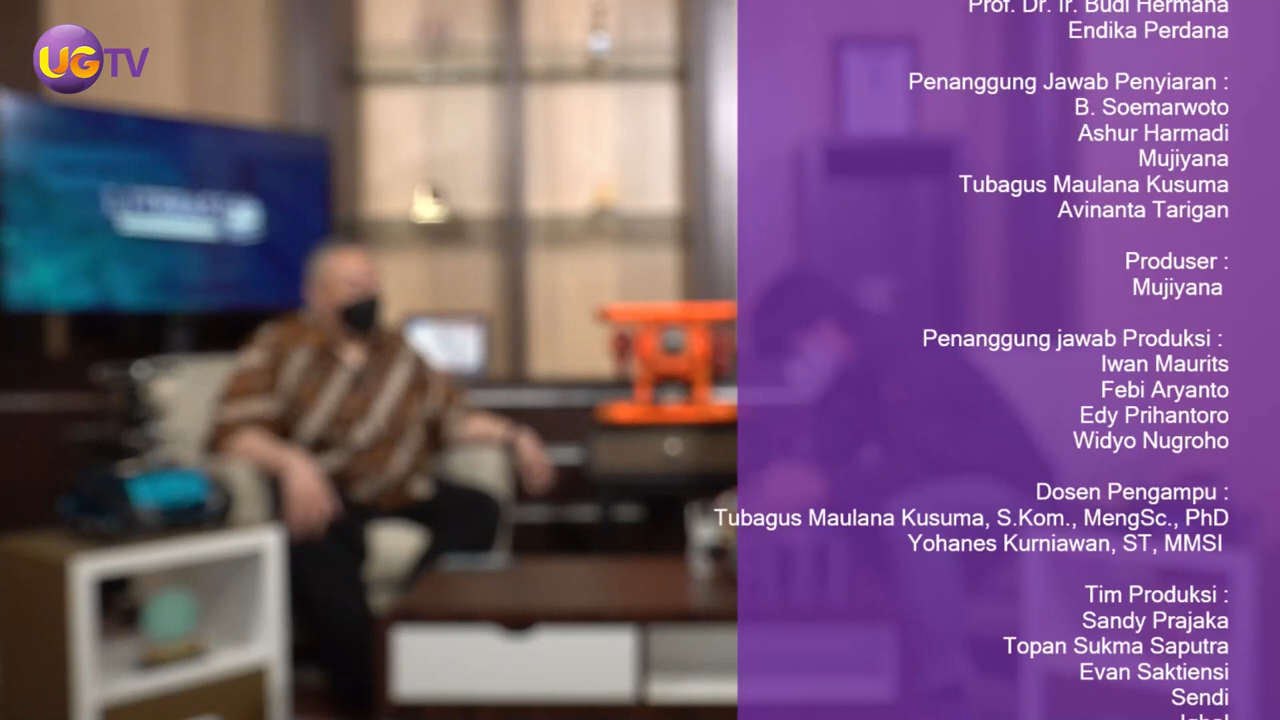 UGTV
Prof. Dr. Ir. Budi Hermana
Endika Perdana
Penanggung Jawab Penyiaran :
B. Soemarwoto
Ashur Harmadi
Mujiyana
Tubagus Maulana Kusuma
Avinanta Tarigan
Produser :
Mujiyana
Penanggung jawab Produksi :
Iwan Maurits
Febi Aryanto
Edy Prihantoro
Widyo Nugroho
Dosen Pengampu :
Tubagus Maulana Kusuma, S.Kom., MengSc., PhD
Yohanes Kurniawan, ST, MMSI
Tim Produksi :
Sandy Prajaka
Topan Sukma Saputra
Evan Saktiensi
Sendi